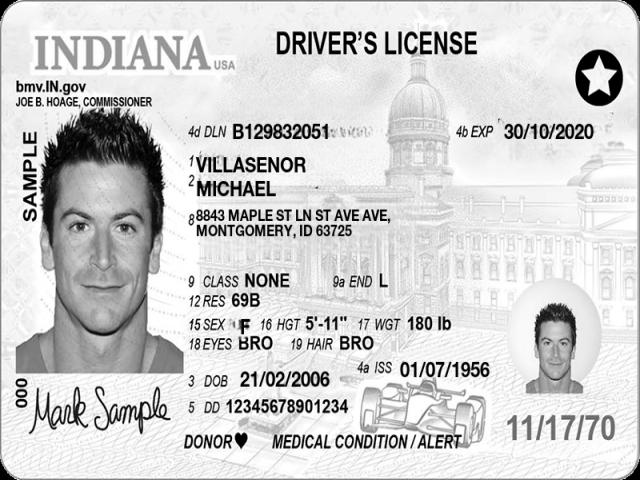 INDIANA USA
DRIVER'S LICENSE
bmv.IN.gov
JOE B. HOAGE, COMMISSIONER
SAMPLE
4d DLN B129832051
4b EXP 30/10/2020
1 VILLASENOR
2 MICHAEL
8 8843 MAPLE ST LN ST AVE AVE,
MONTGOMERY, ID 63725
9 CLASS NONE 9a END L
12 RES 69B
15 SEX F 16 HGT 5'-11" 17 WGT 180 lb
18 EYES BRO 19 HAIR BRO
4a ISS 01/07/1956
3 DOB 21/02/2006
5 DD 12345678901234
000
Mark Sample
DONOR♥ MEDICAL CONDITION / ALERT
11/17/70